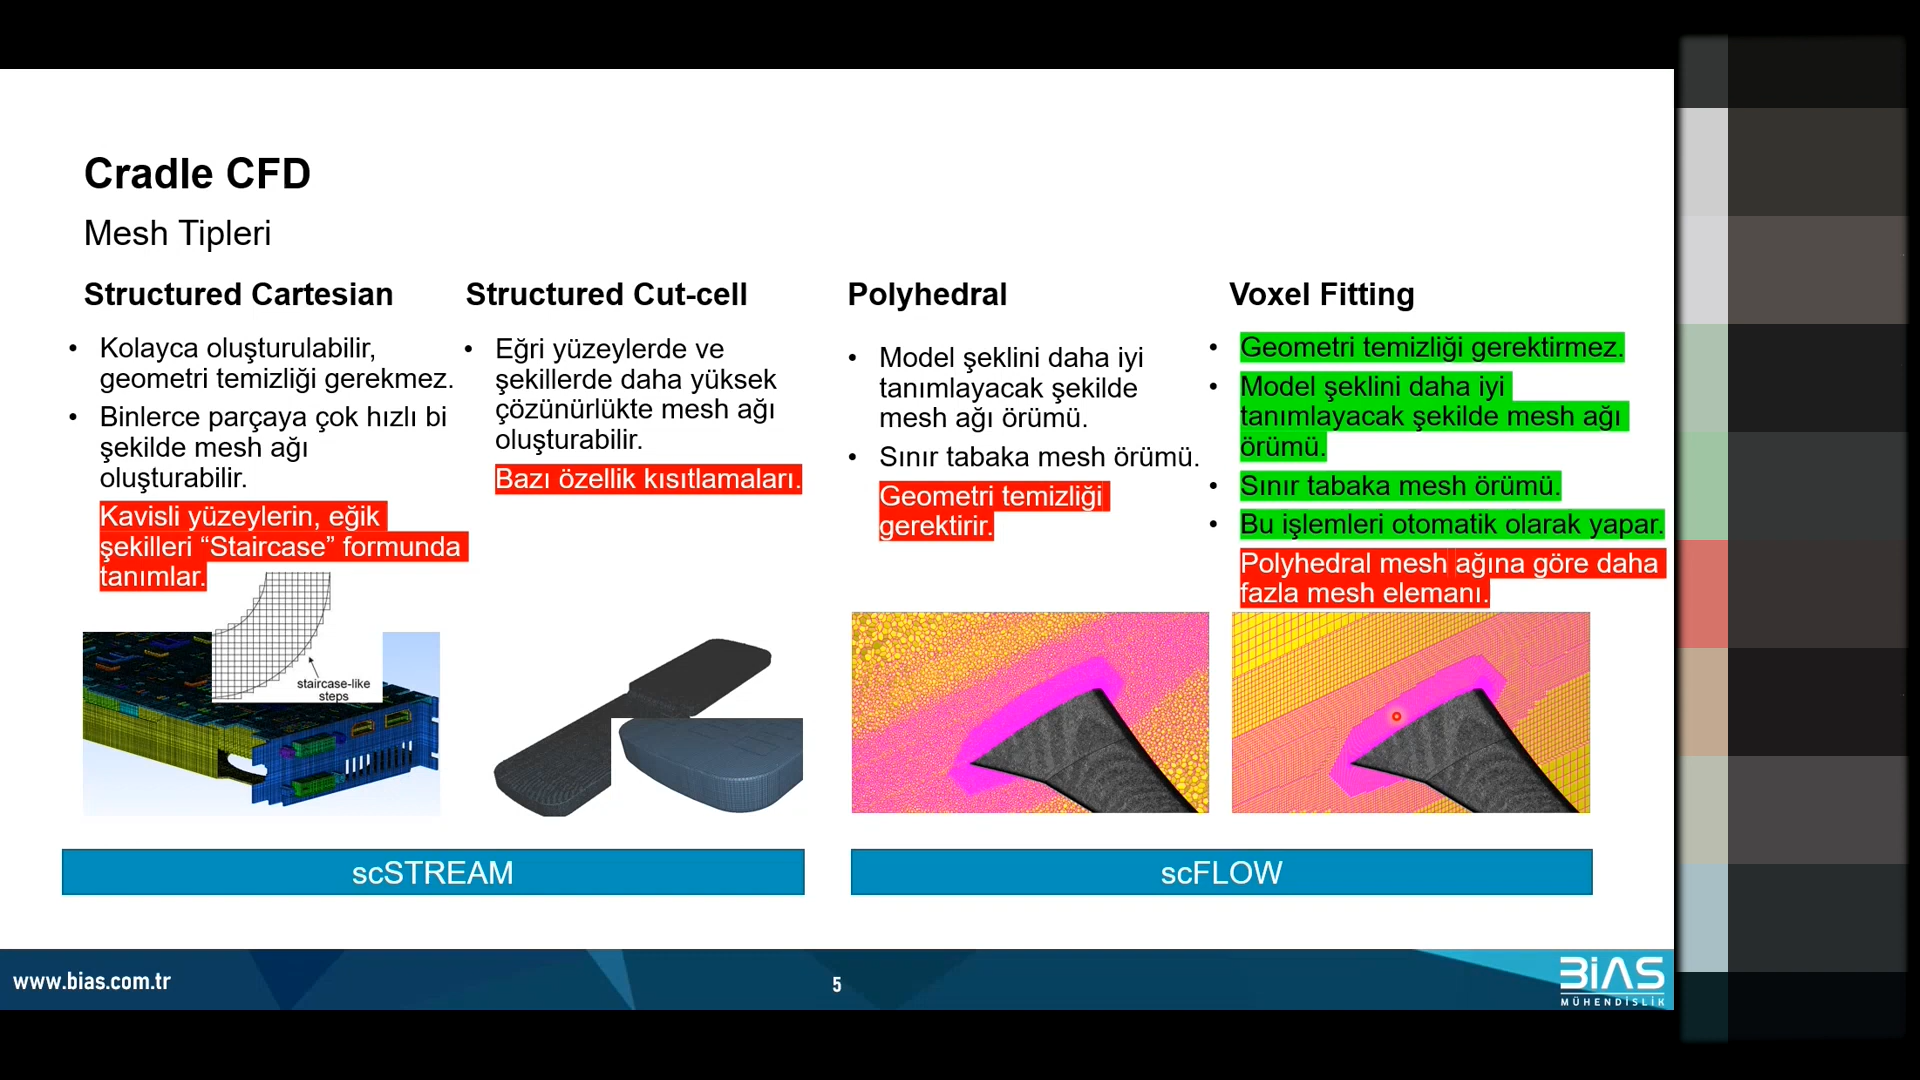 Cradle CFD
Mesh Tipleri
Structured Cartesian
Kolayca oluşturulabilir,
geometri temizliği gerekmez.
Binlerce parçaya çok hızlı bi
şekilde mesh ağı
oluşturabilir.
Kavisli yüzeylerin, eğik
şekilleri “Staircase” formunda
tanımlar.
staircase-like
steps
Structured Cut-cell
Eğri yüzeylerde ve
şekillerde daha yüksek
çözünürlükte mesh ağı
oluşturabilir.
Bazı özellik kısıtlamaları.
scSTREAM
Polyhedral
Model şeklini daha iyi
tanımlayacak şekilde
mesh ağı örümü.
Sınır tabaka mesh örümü.
Geometri temizliği
gerektirir.
Voxel Fitting
Geometri temizliği gerektirmez.
Model şeklini daha iyi
tanımlayacak şekilde mesh ağı
örümü.
Sınır tabaka mesh örümü.
Bu işlemleri otomatik olarak yapar.
Polyhedral mesh ağına göre daha
fazla mesh elemanı.
scFLOW
www.bias.com.tr
5
BiAS
MÜHENDİSLİK